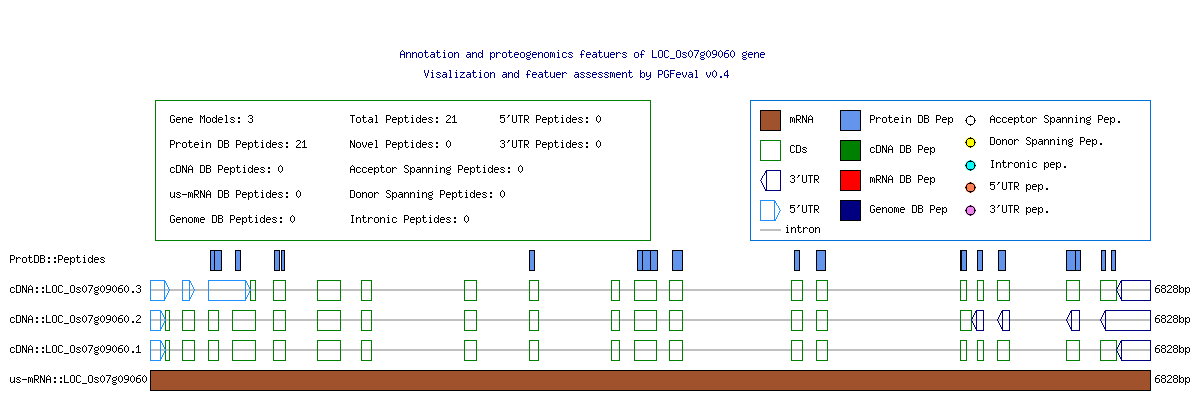 Annotation and proteogenomics featuers of LOC_Os07g09060 gene
Visalization and featuer assessment by PGFeval v0.4
Gene Models: 3 Total Peptides: 21 5'UTR Peptides: 0
Protein DB Peptides: 21 Novel Peptides: 0 3'UTR Peptides: 0
cDNA DB Peptides: 0 Acceptor Spanning Peptides: 0
us-mRNA DB Peptides: 0 Donor Spanning Peptides: 0
Genome DB Peptides: 0 Intronic Peptides: 0
mRNA Protein DB Pep Acceptor Spanning Pep.
CDs cDNA DB Pep Donor Spanning Pep.
3'UTR mRNA DB Pep Intronic pep.
5'UTR Genome DB Pep 5'UTR pep.
intron 3'UTR pep.
ProtDB::Peptides
cDNA::LOC_Os07g09060.3 6828bp
cDNA::LOC_Os07g09060.2 6828bp
cDNA::LOC_Os07g09060.1 6828bp
us-mRNA::LOC_Os07g09060 6828bp